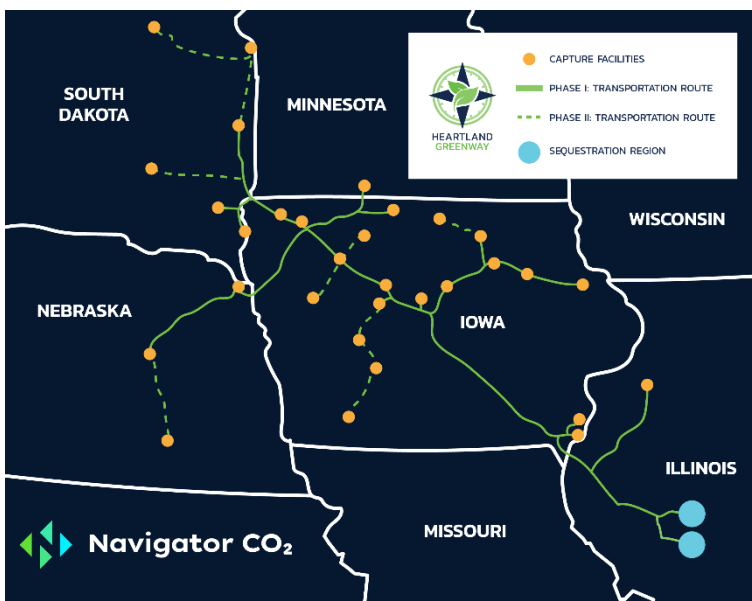 SOUTH
DAKOTA
MINNESOTA
HEARTLAND
GREENWAY
CAPTURE FACILITIES
PHASE I: TRANSPORTATION ROUTE
PHASE II: TRANSPORTATION ROUTE
SEQUESTRATION REGION
WISCONSIN
NEBRASKA
IOWA
ILLINOIS
MISSOURI
Navigator CO₂